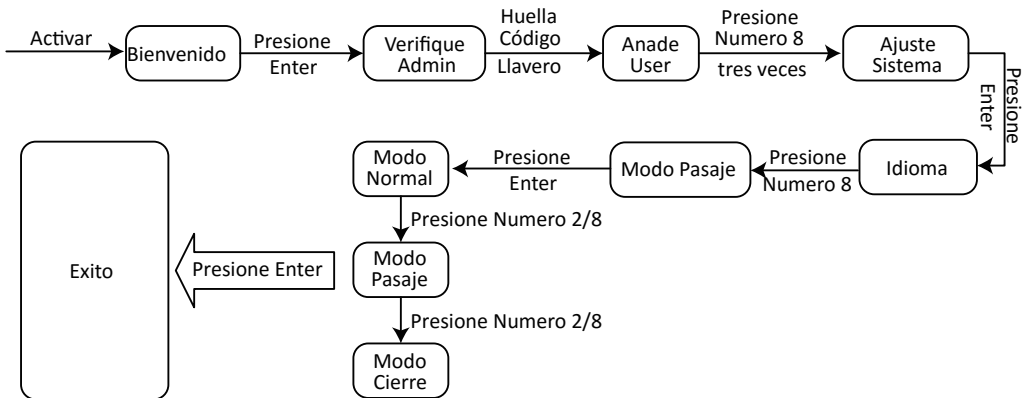 Activar
Bienvenido
Presione
Enter
Verifique
Admin
Huella
Código
Llavero
Anade
User
Presione
Numero 8
tres veces
Ajuste
Sistema
Presione
Enter
Idioma
Presione
Numero 8
Modo Pasaje
Presione
Enter
Modo
Normal
Presione Numero 2/8
Modo
Pasaje
Presione Numero 2/8
Modo
Cierre
Presione Enter
Exito